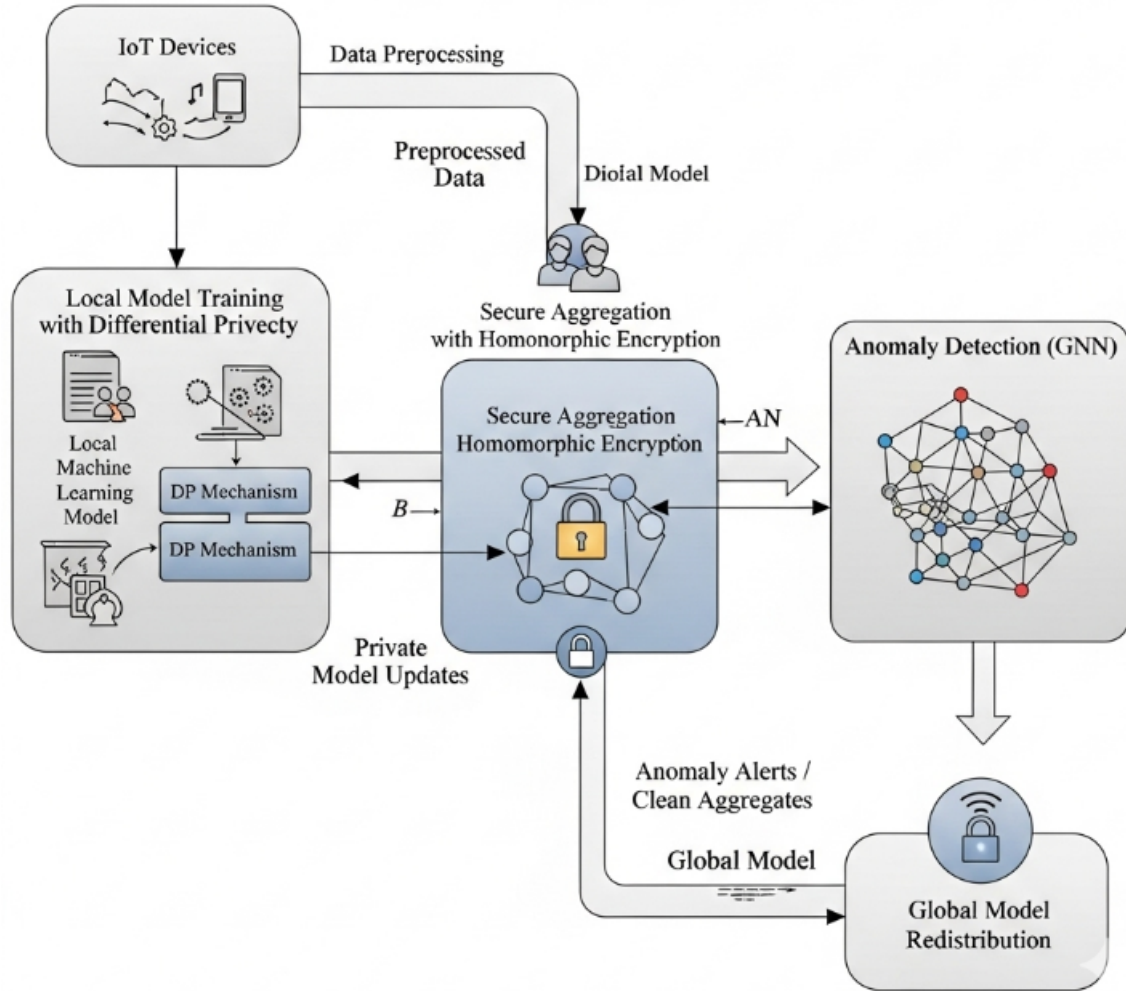 IoT Devices
Data Prerocessing
Preprocessed
Data
Dioial Model
Local Model Training
with Differential Privecty
Secure Aggregation
with Homonorphic Encryption
Anomaly Detection (GNN)
Local
Machine
Learning
Model
DP Mechanism
DP Mechanism
Secure Aggregation
Homomorphic Encryption
AN
B
Private
Model Updates
Anomaly Alerts /
Clean Aggregates
Global Model
Global Model
Redistribution